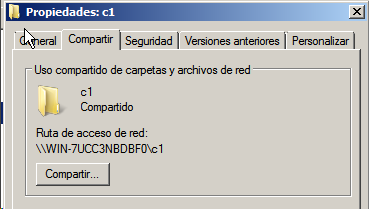 Propiedades: c1
General
Compartir
Seguridad
Versiones anteriores
Personalizar
Uso compartido de carpetas y archivos de red
c1
Compartido
Ruta de acceso de red:
\\WIN-7UCC3NBDBF0\c1
Compartir...